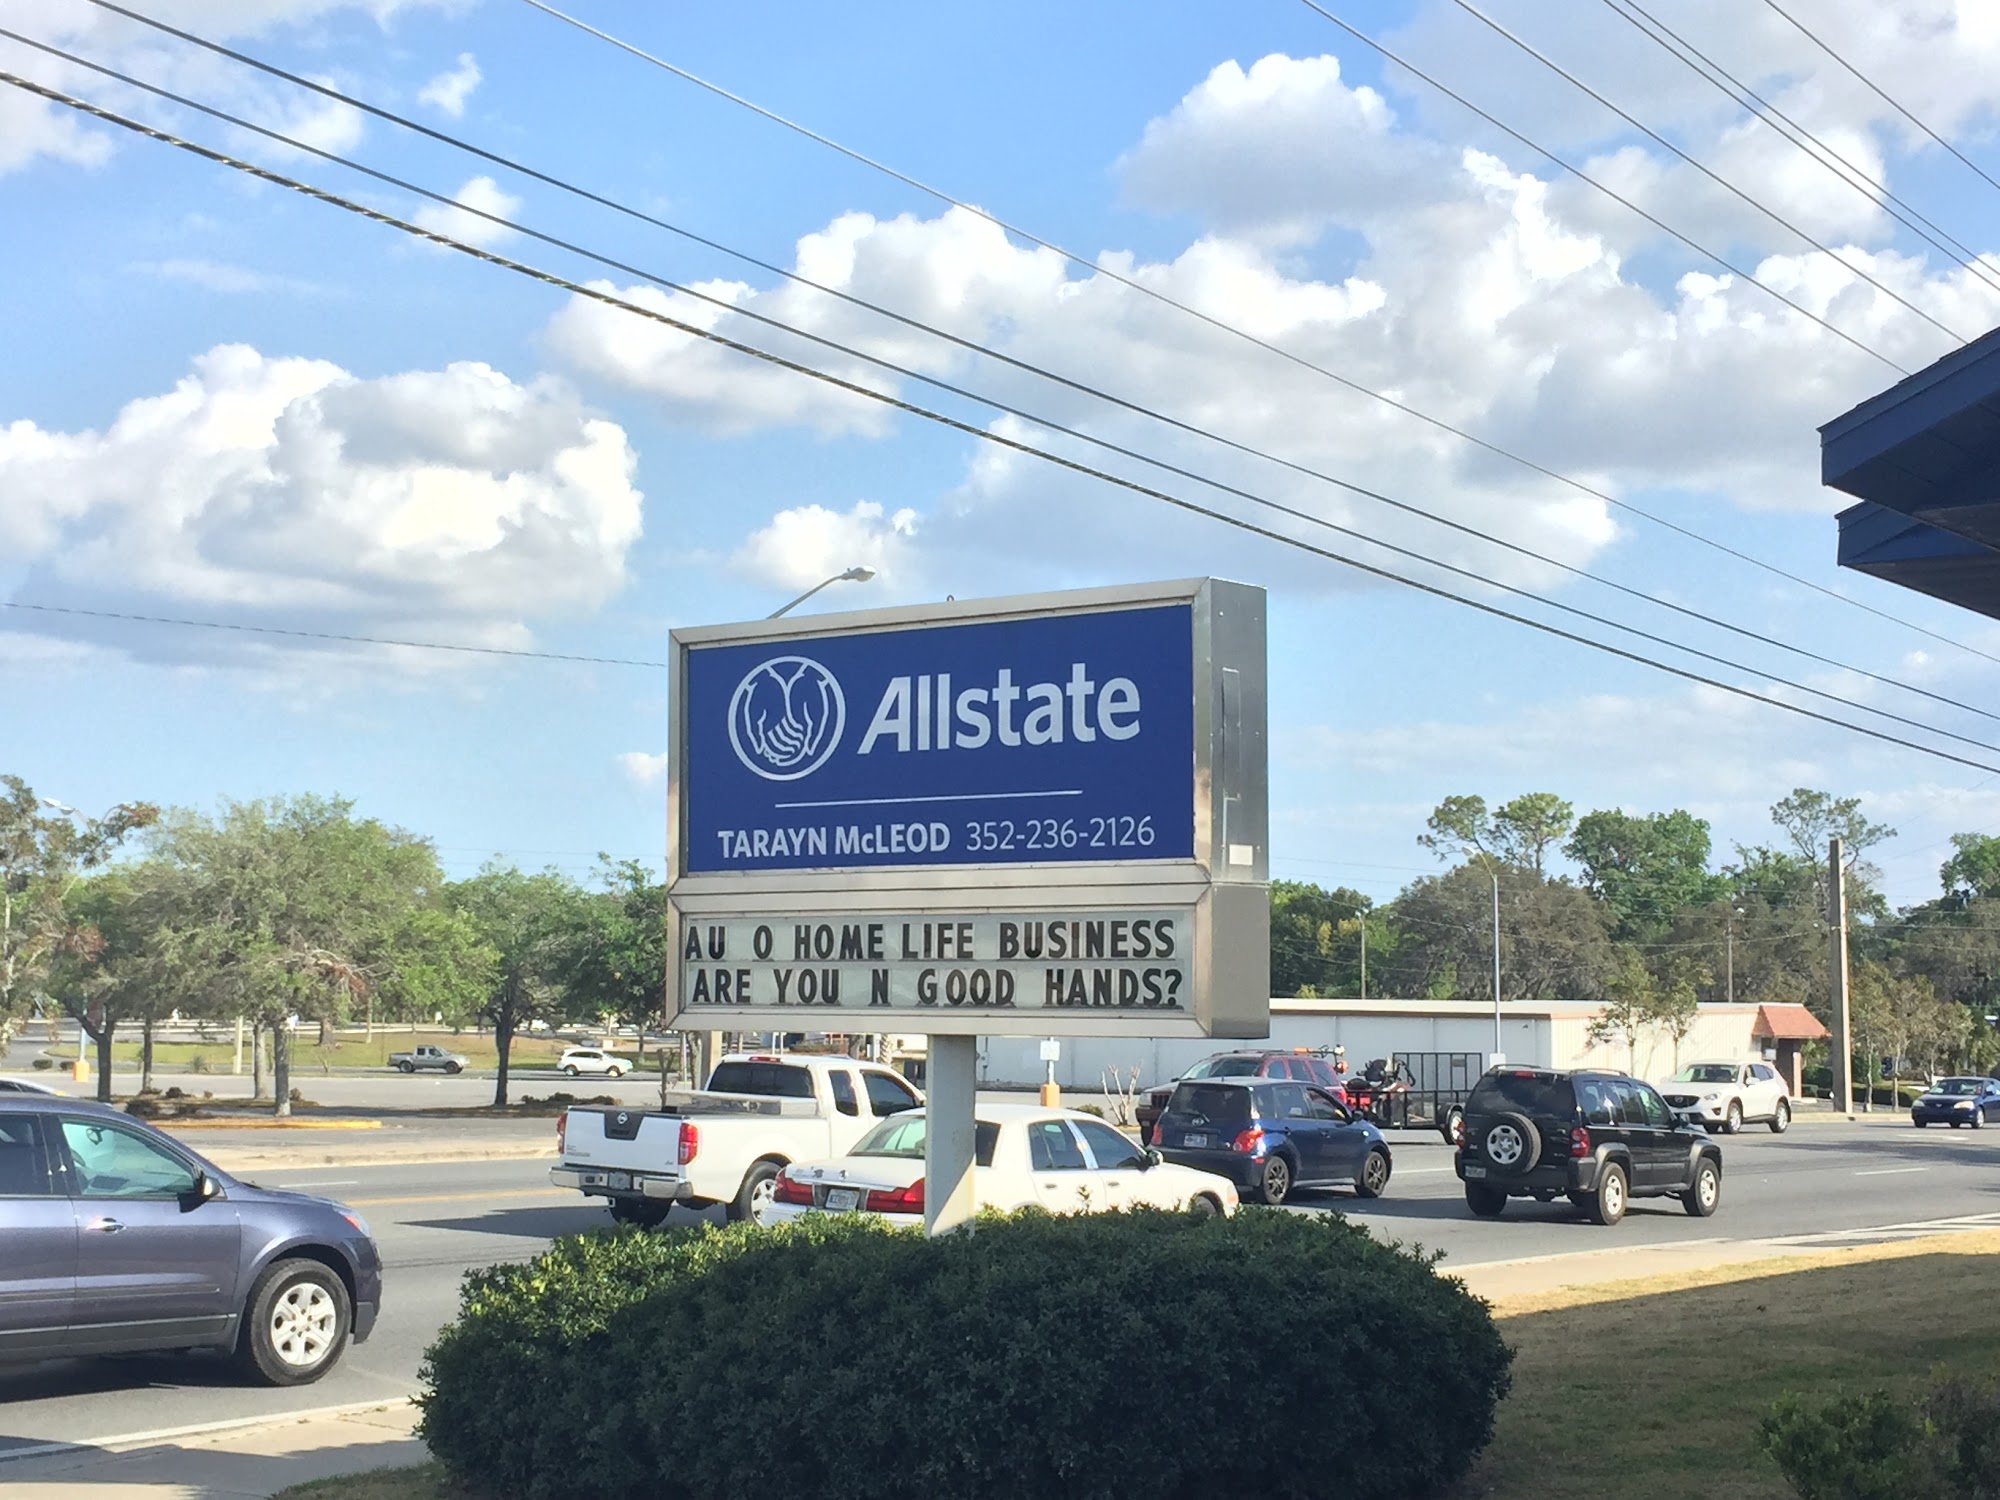 Allstate
TARAYN McLEOD 352-236-2126
AU O HOME LIFE BUSINESS
ARE YOU N GOOD HANDS?